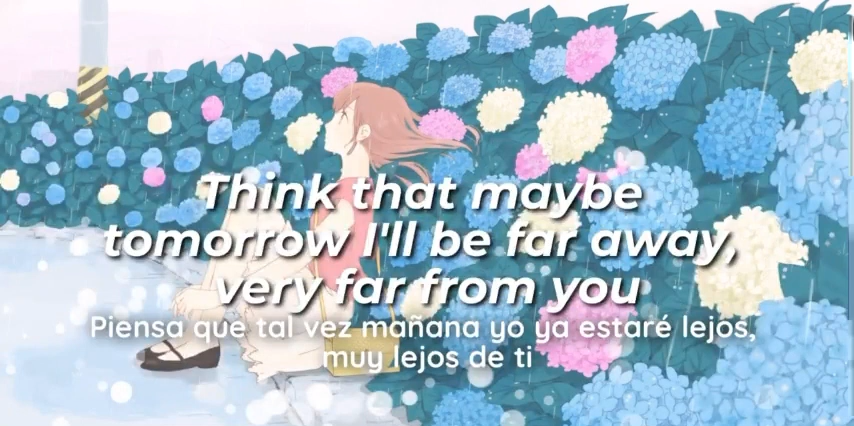 Think that maybe
tomorrow I'll be far away,
very far from you
Piensa que tal vez mañana yo ya estaré lejos,
muy lejos de ti